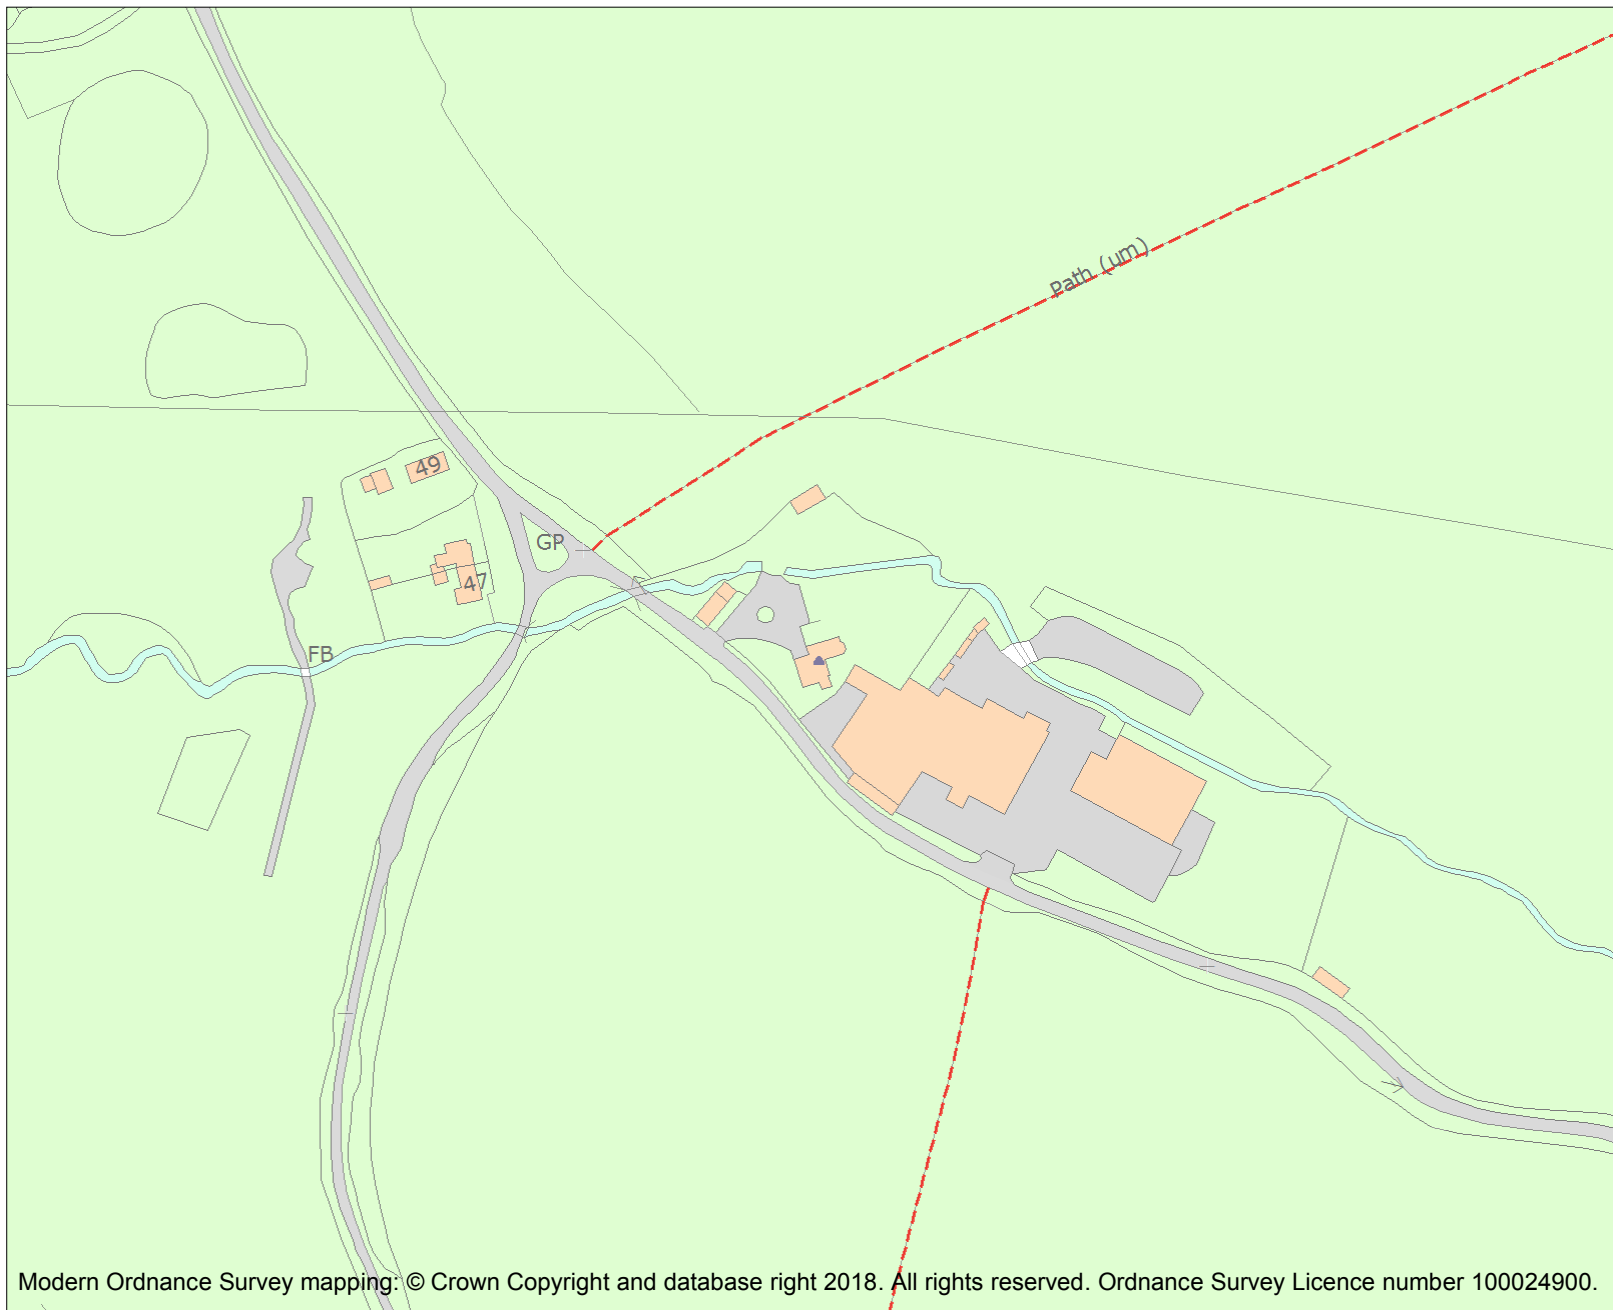 Path (um)
49
GP
47
FB
Modern Ordnance Survey mapping: © Crown Copyright and database right 2018. All rights reserved. Ordnance Survey Licence number 100024900.